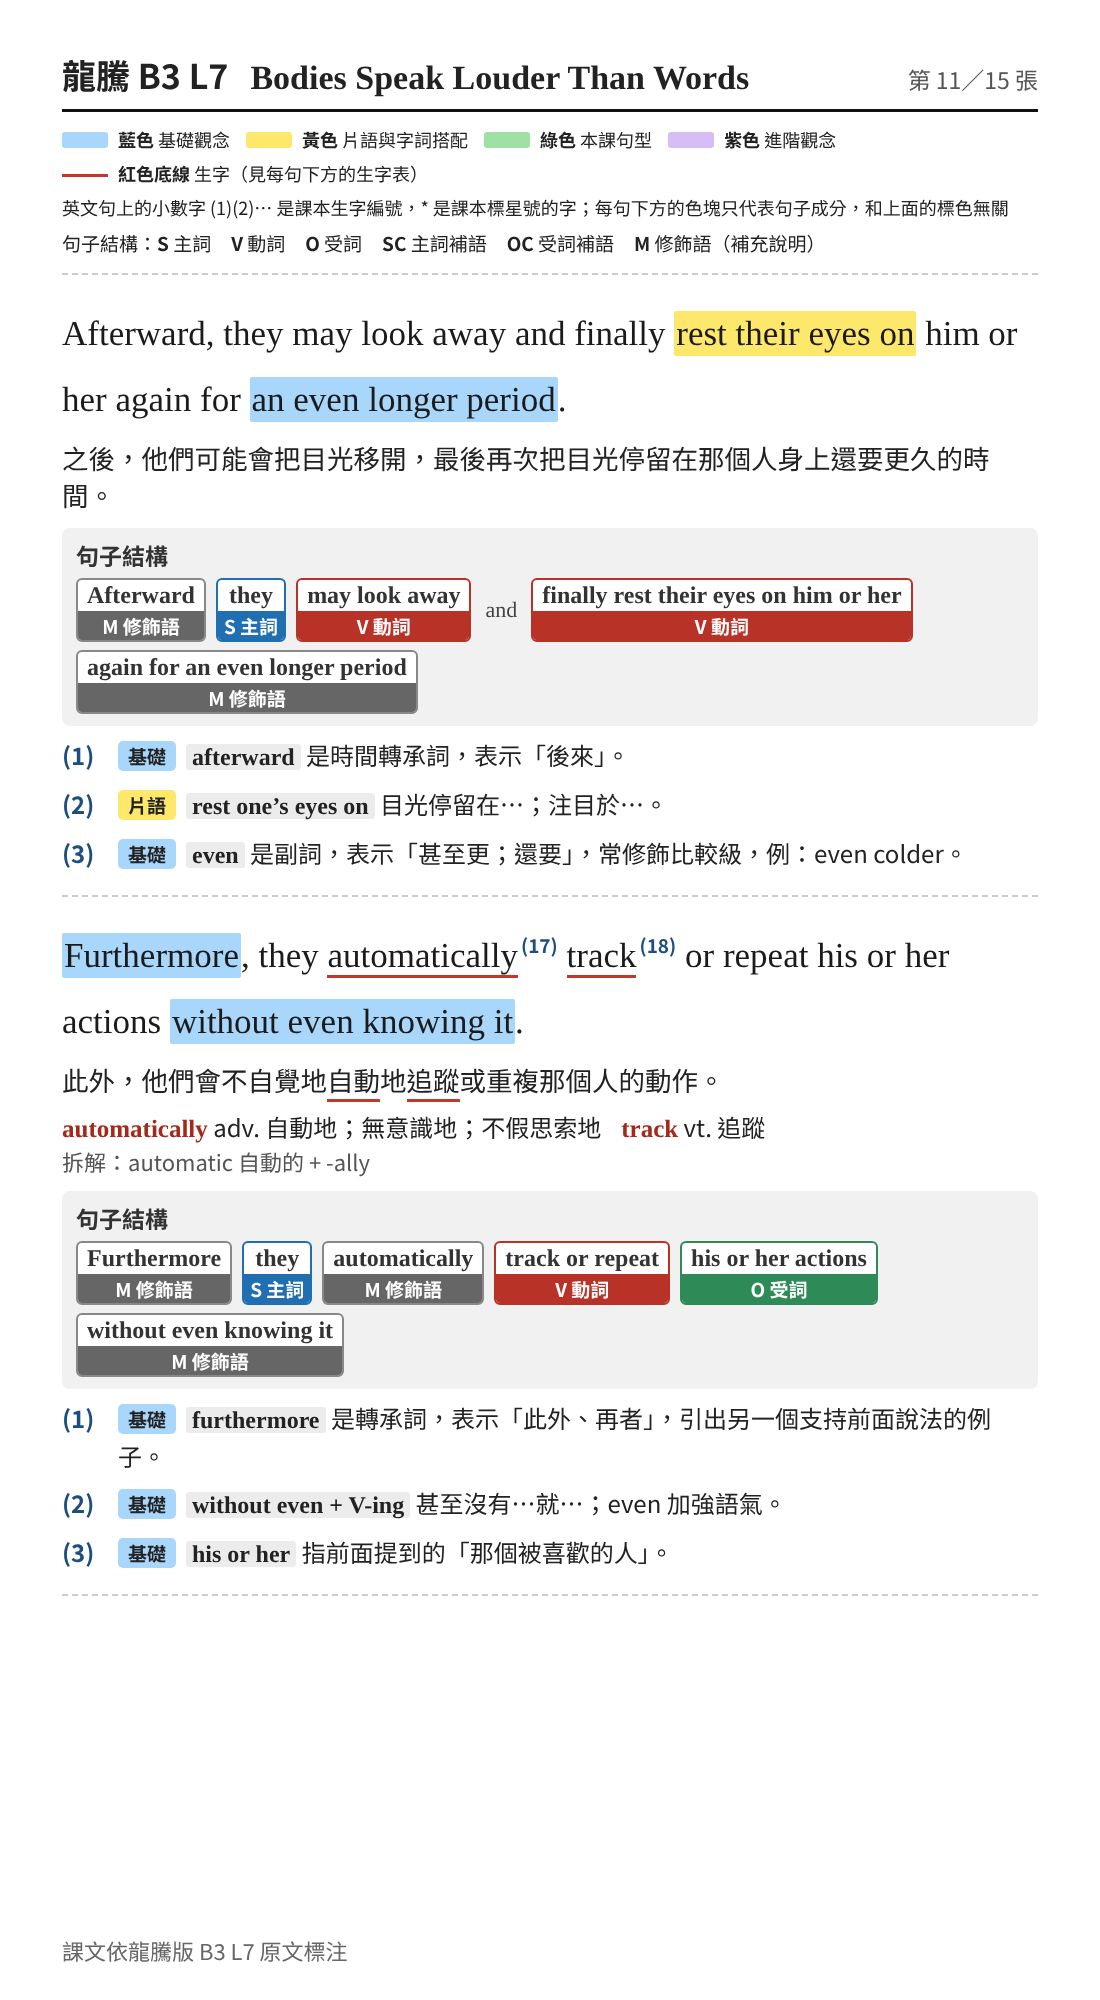 龍騰 B3 L7 Bodies Speak Louder Than Words 第 11／15 張
藍色 基礎觀念 黃色 片語與字詞搭配 綠色 本課句型 紫色 進階觀念
紅色底線 生字（見每句下方的生字表）
英文句上的小數字 (1)(2)… 是課本生字編號，* 是課本標星號的字；每句下方的色塊只代表句子成分，和上面的標色無關
句子結構：S 主詞 V 動詞 O 受詞 SC 主詞補語 OC 受詞補語 M 修飾語（補充說明）
Afterward, they may look away and finally rest their eyes on him or
her again for an even longer period.
之後，他們可能會把目光移開，最後再次把目光停留在那個人身上還要更久的時
間。
句子結構
Afterward they may look away and finally rest their eyes on him or her
M 修飾語 S 主詞 V 動詞 V 動詞
again for an even longer period
M 修飾語
(1) 基礎 afterward 是時間轉承詞，表示「後來」。
(2) 片語 rest one’s eyes on 目光停留在…；注目於…。
(3) 基礎 even 是副詞，表示「甚至更；還要」，常修飾比較級，例：even colder。
Furthermore, they automatically(17) track(18) or repeat his or her
actions without even knowing it.
此外，他們會不自覺地自動地追蹤或重複那個人的動作。
automatically adv. 自動地；無意識地；不假思索地 track vt. 追蹤
拆解：automatic 自動的 + -ally
句子結構
Furthermore they automatically track or repeat his or her actions
M 修飾語 S 主詞 M 修飾語 V 動詞 O 受詞
without even knowing it
M 修飾語
(1) 基礎 furthermore 是轉承詞，表示「此外、再者」，引出另一個支持前面說法的例
子。
(2) 基礎 without even + V-ing 甚至沒有…就…；even 加強語氣。
(3) 基礎 his or her 指前面提到的「那個被喜歡的人」。
課文依龍騰版 B3 L7 原文標注